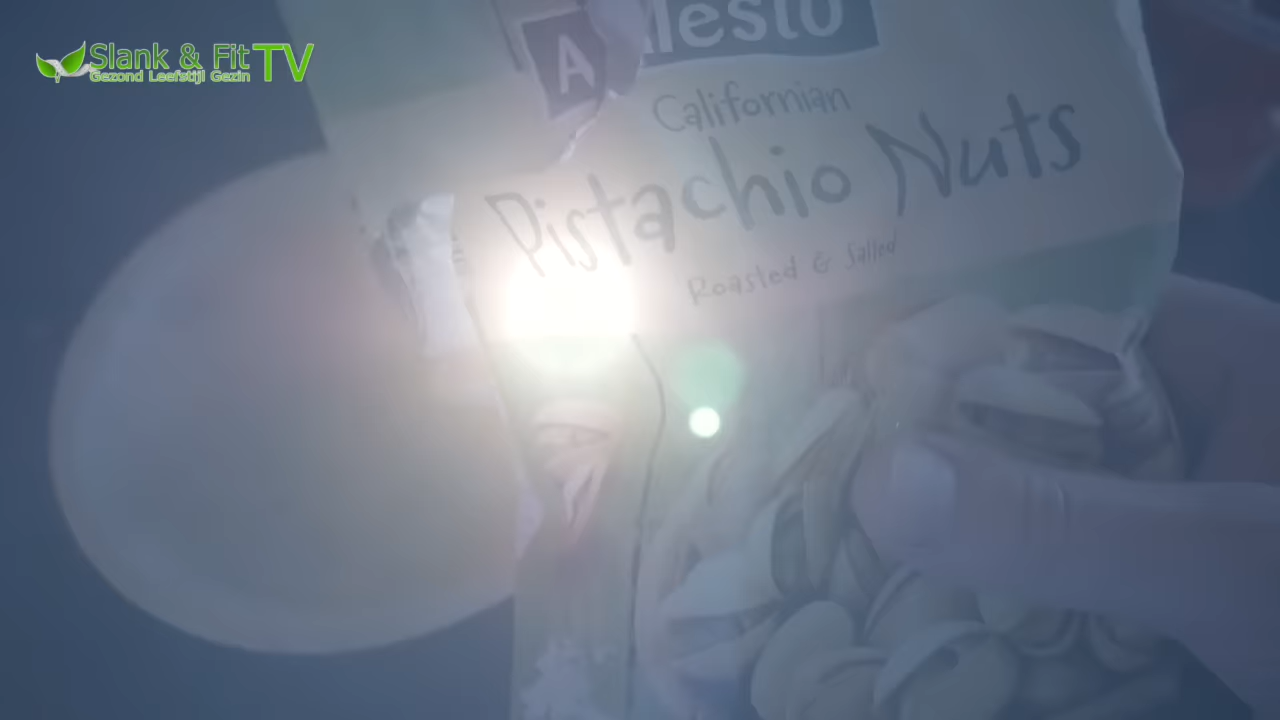 Slank & Fit TV
Gezond Leefstijl Gezin
A
lesto
Californian
Pistachio Nuts
Roasted & Salted